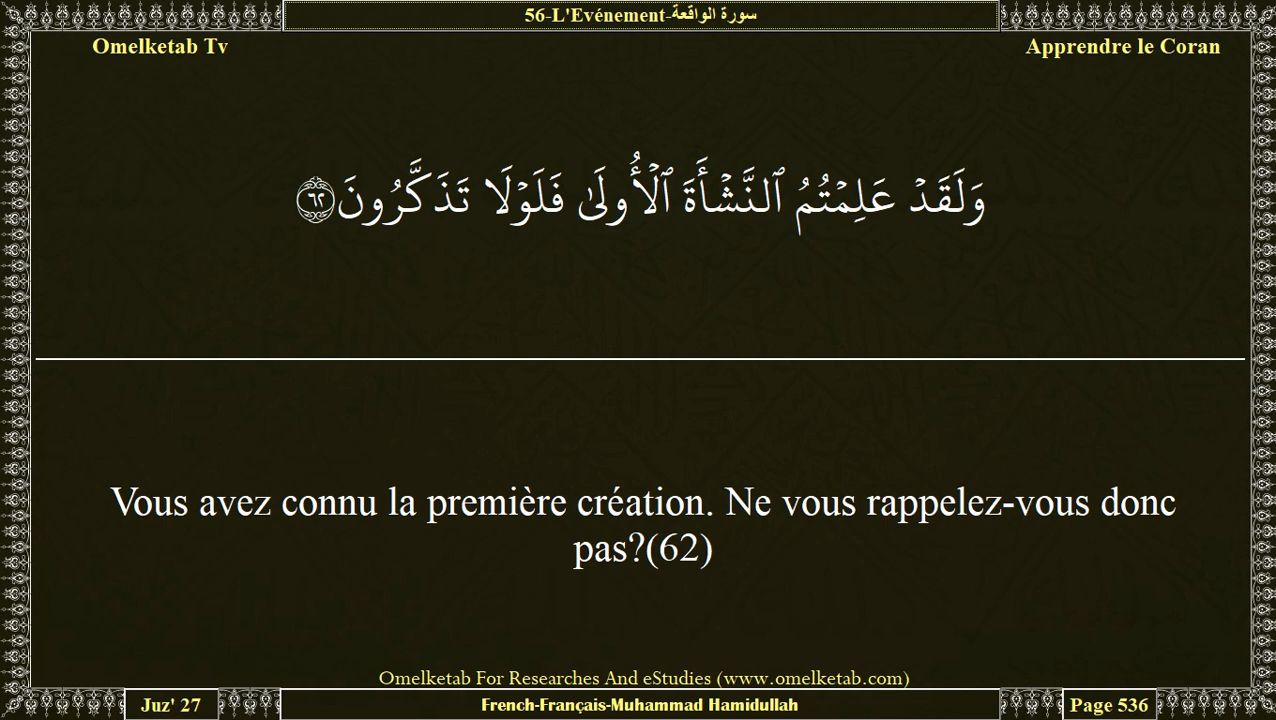 56-L'Evénement-سورة الواقعة
Omelketab Tv
Apprendre le Coran
وَلَقَدۡ عَلِمۡتُمُ ٱلنَّشۡأَةَ ٱلۡأُولَىٰ فَلَوۡلَا تَذَكَّرُونَ ٦٢
Vous avez connu la première création. Ne vous rappelez-vous donc
pas?(62)
Omelketab For Researches And eStudies (www.omelketab.com)
Juz' 27
French-Français-Muhammad Hamidullah
Page 536